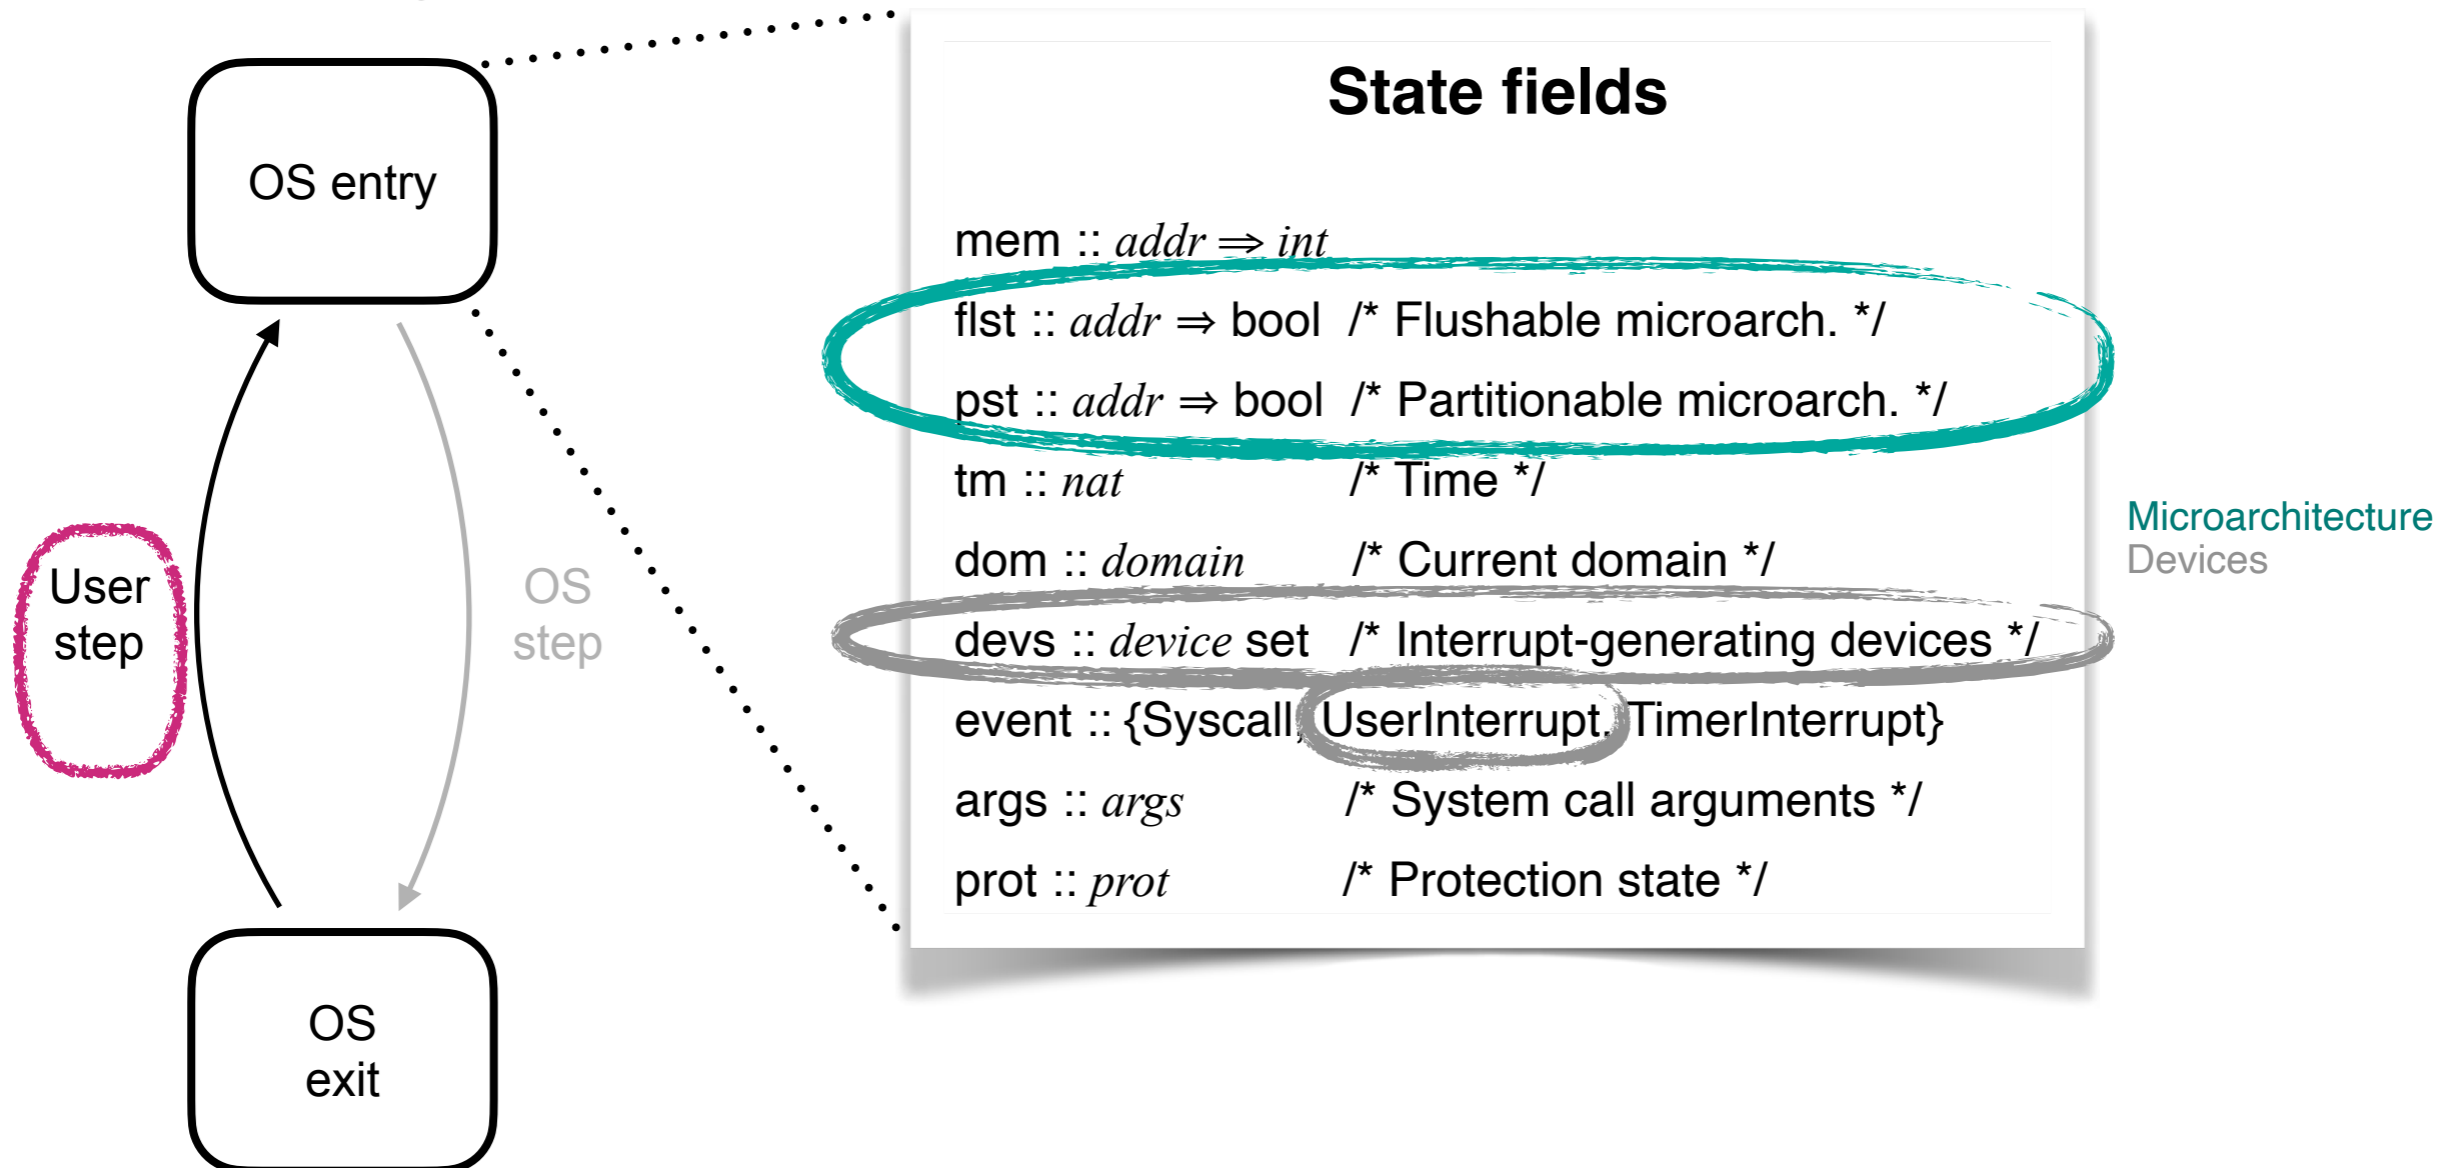 OS entry
User
step
OS
step
OS
exit
State fields
mem :: addr ⇒ int
flst :: addr ⇒ bool /* Flushable microarch. */
pst :: addr ⇒ bool /* Partitionable microarch. */
tm :: nat /* Time */
dom :: domain /* Current domain */
devs :: device set /* Interrupt-generating devices */
event :: {Syscall, UserInterrupt, TimerInterrupt}
args :: args /* System call arguments */
prot :: prot /* Protection state */
Microarchitecture
Devices